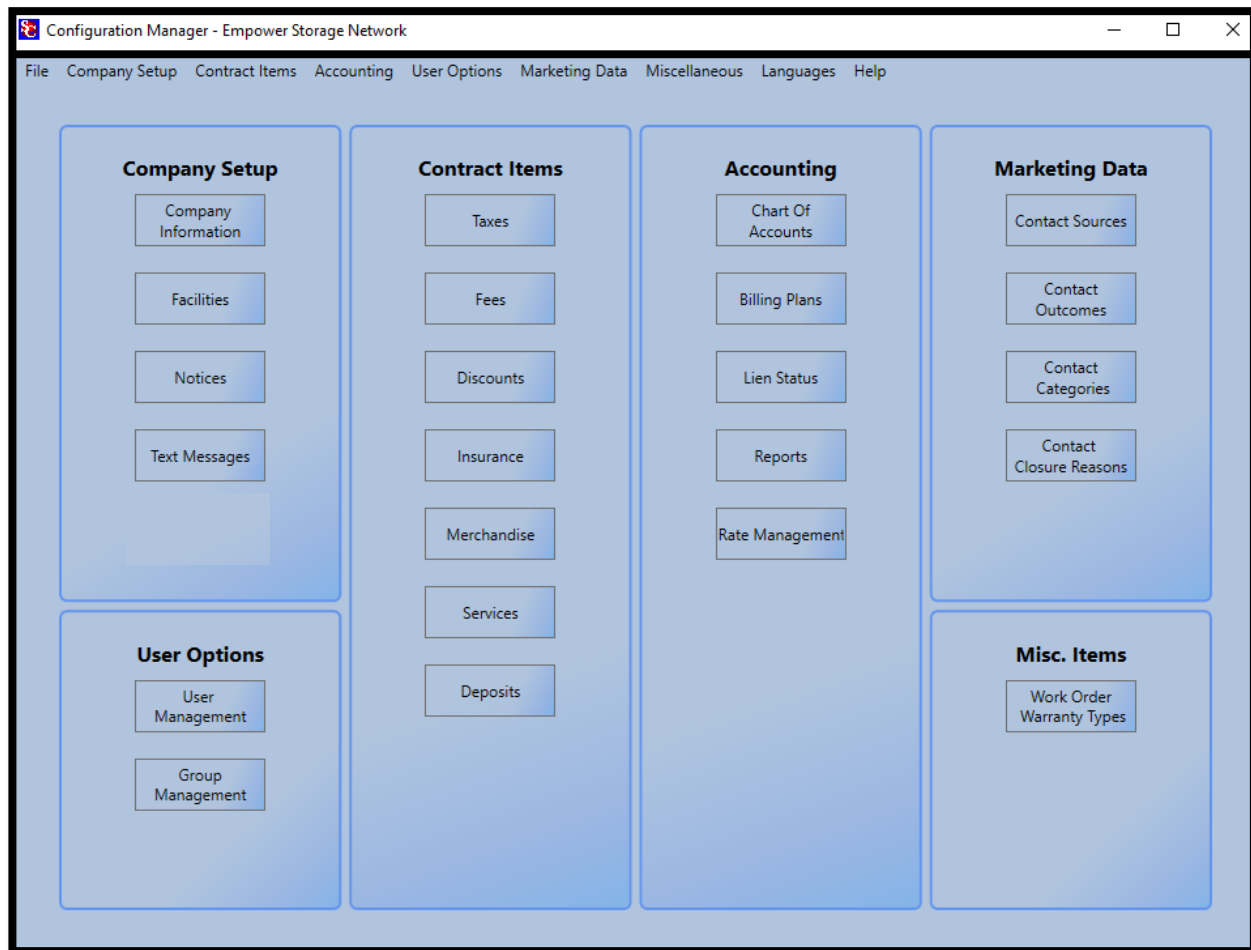 Configuration Manager - Empower Storage Network
File Company Setup Contract Items Accounting User Options Marketing Data Miscellaneous Languages Help
Company Setup
Company
Information
Facilities
Notices
Text Messages
User Options
User
Management
Group
Management
Contract Items
Taxes
Fees
Discounts
Insurance
Merchandise
Services
Deposits
Accounting
Chart Of
Accounts
Billing Plans
Lien Status
Reports
Rate Management
Marketing Data
Contact Sources
Contact
Outcomes
Contact
Categories
Contact
Closure Reasons
Misc. Items
Work Order
Warranty Types